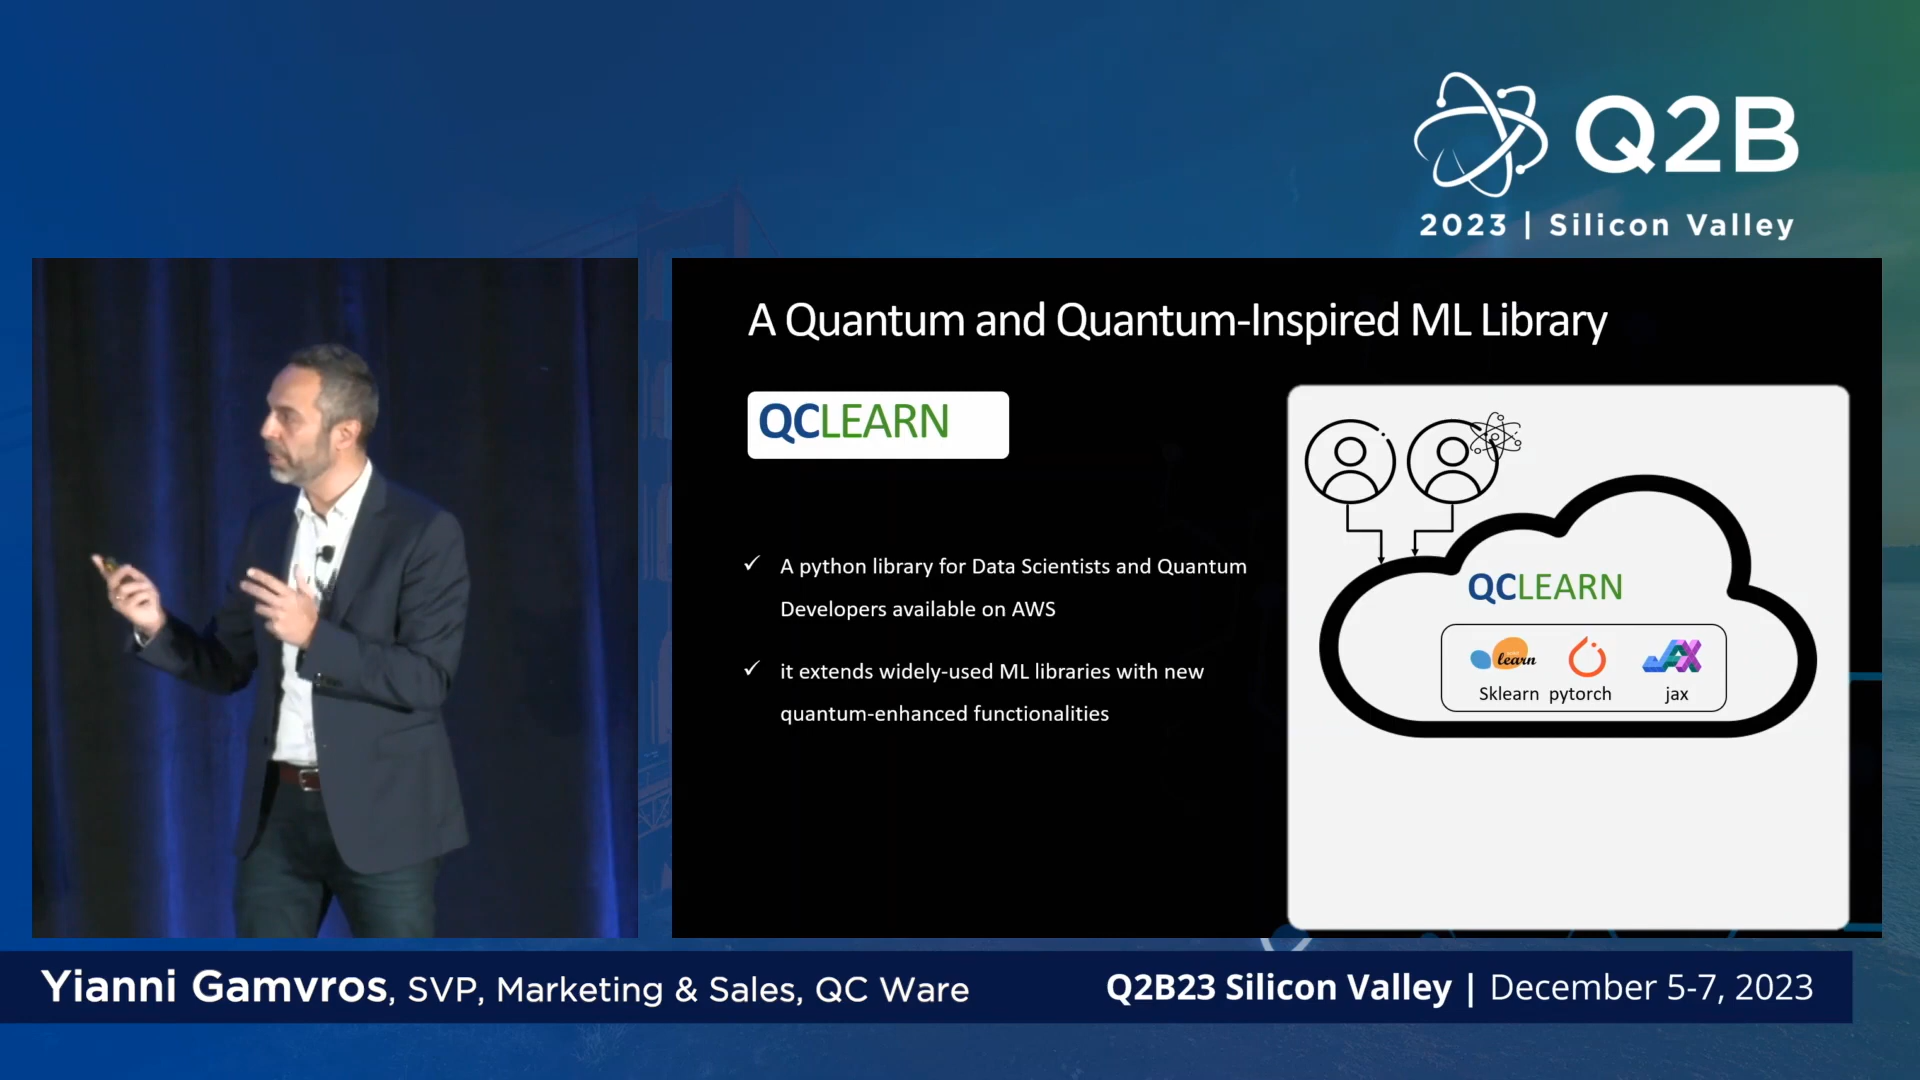 Q2B
2023 | Silicon Valley
A Quantum and Quantum-Inspired ML Library
QCLEARN
✓ A python library for Data Scientists and Quantum
Developers available on AWS
✓ it extends widely-used ML libraries with new
quantum-enhanced functionalities
QCLEARN
learn
JAX
Sklearn pytorch jax
Yianni Gamvros, SVP, Marketing & Sales, QC Ware
Q2B23 Silicon Valley | December 5-7, 2023